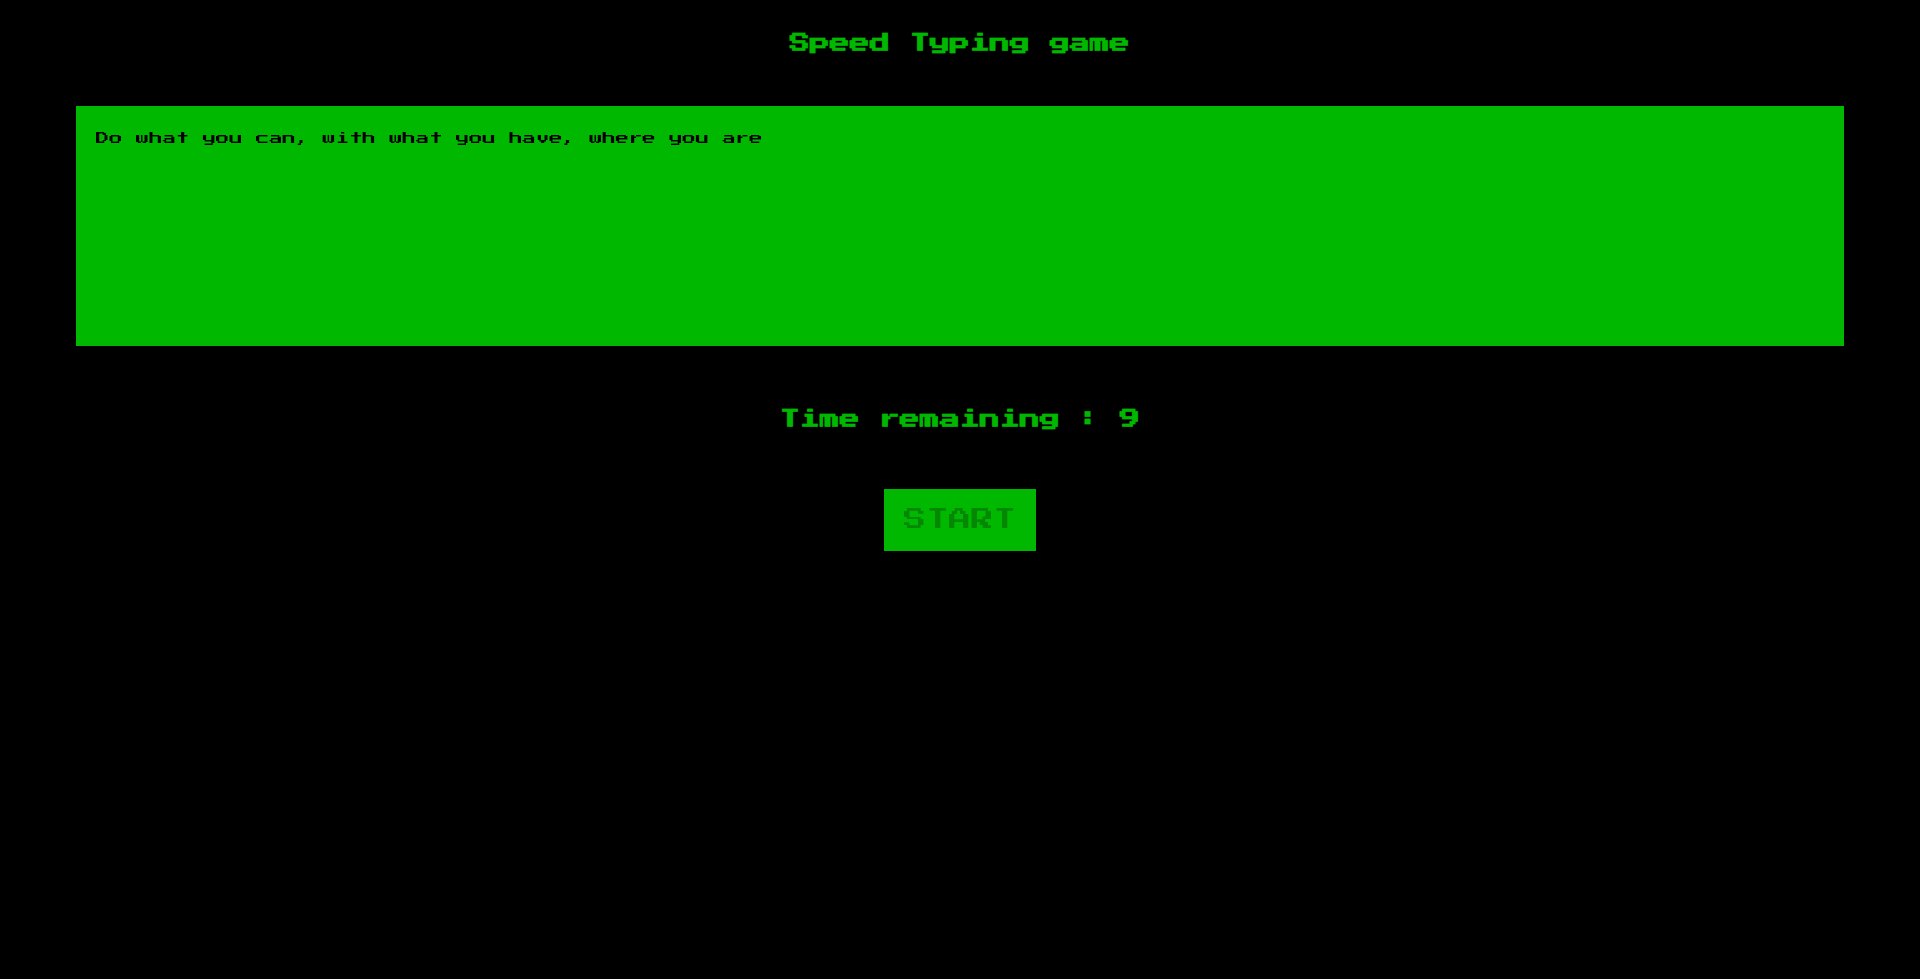 Speed Typing game
Do what you can, with what you have, where you are
Time remaining : 9
START